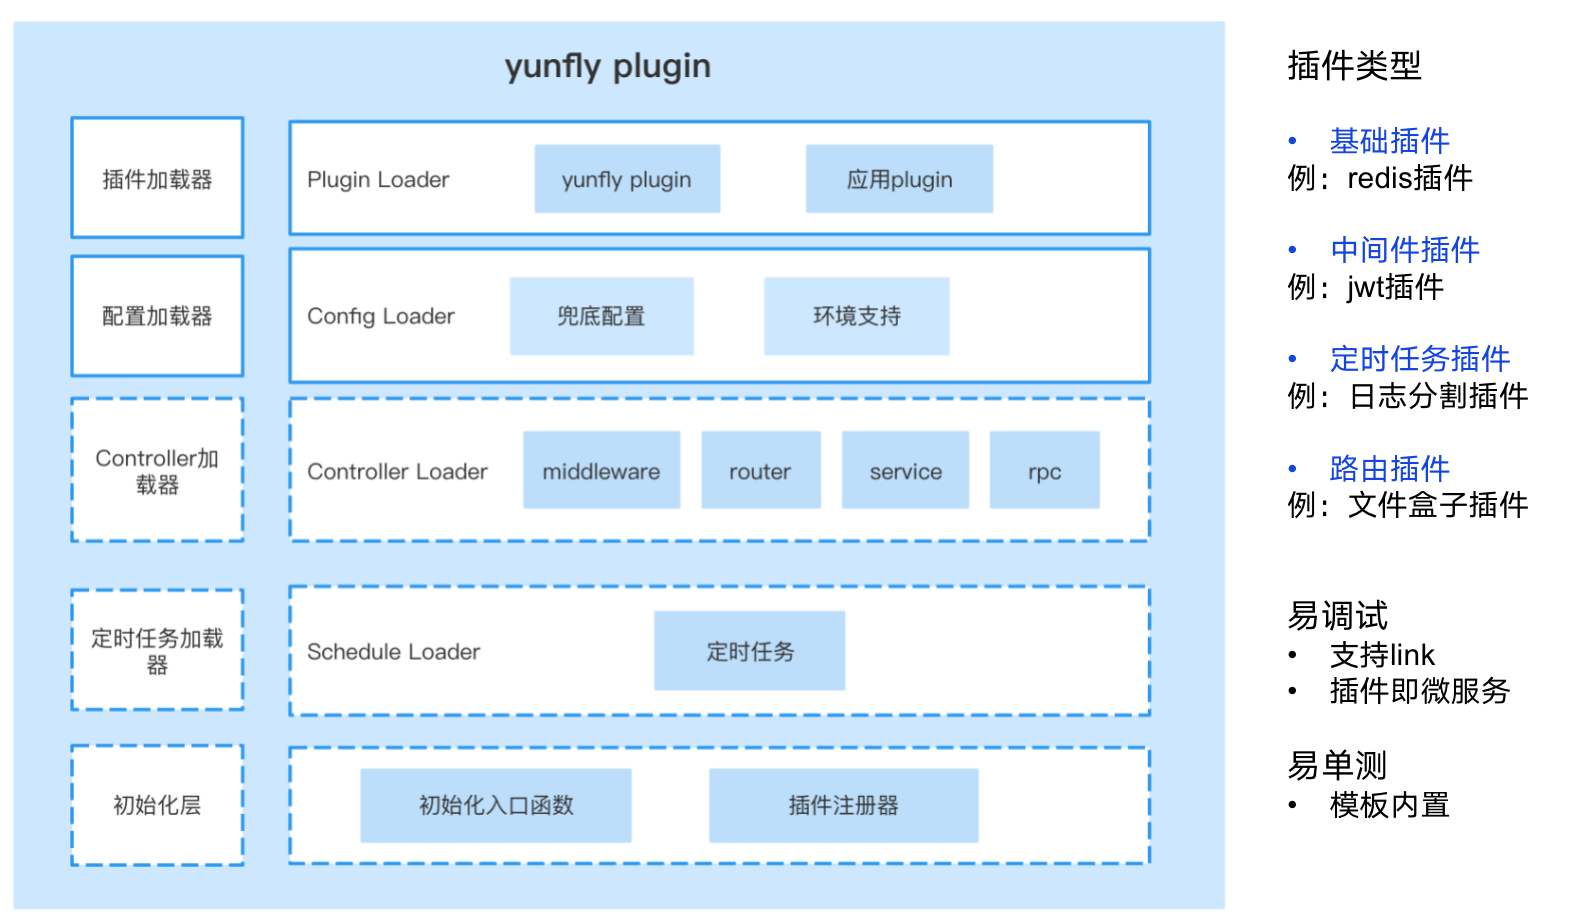 yunfly plugin
插件加载器
Plugin Loader
yunfly plugin
应用plugin
配置加载器
Config Loader
兜底配置
环境支持
Controller加
载器
Controller Loader
middleware
router
service
rpc
定时任务加载
器
Schedule Loader
定时任务
初始化层
初始化入口函数
插件注册器
插件类型
• 基础插件
例：redis插件
• 中间件插件
例：jwt插件
• 定时任务插件
例：日志分割插件
• 路由插件
例：文件盒子插件
易调试
• 支持link
• 插件即微服务
易单测
• 模板内置